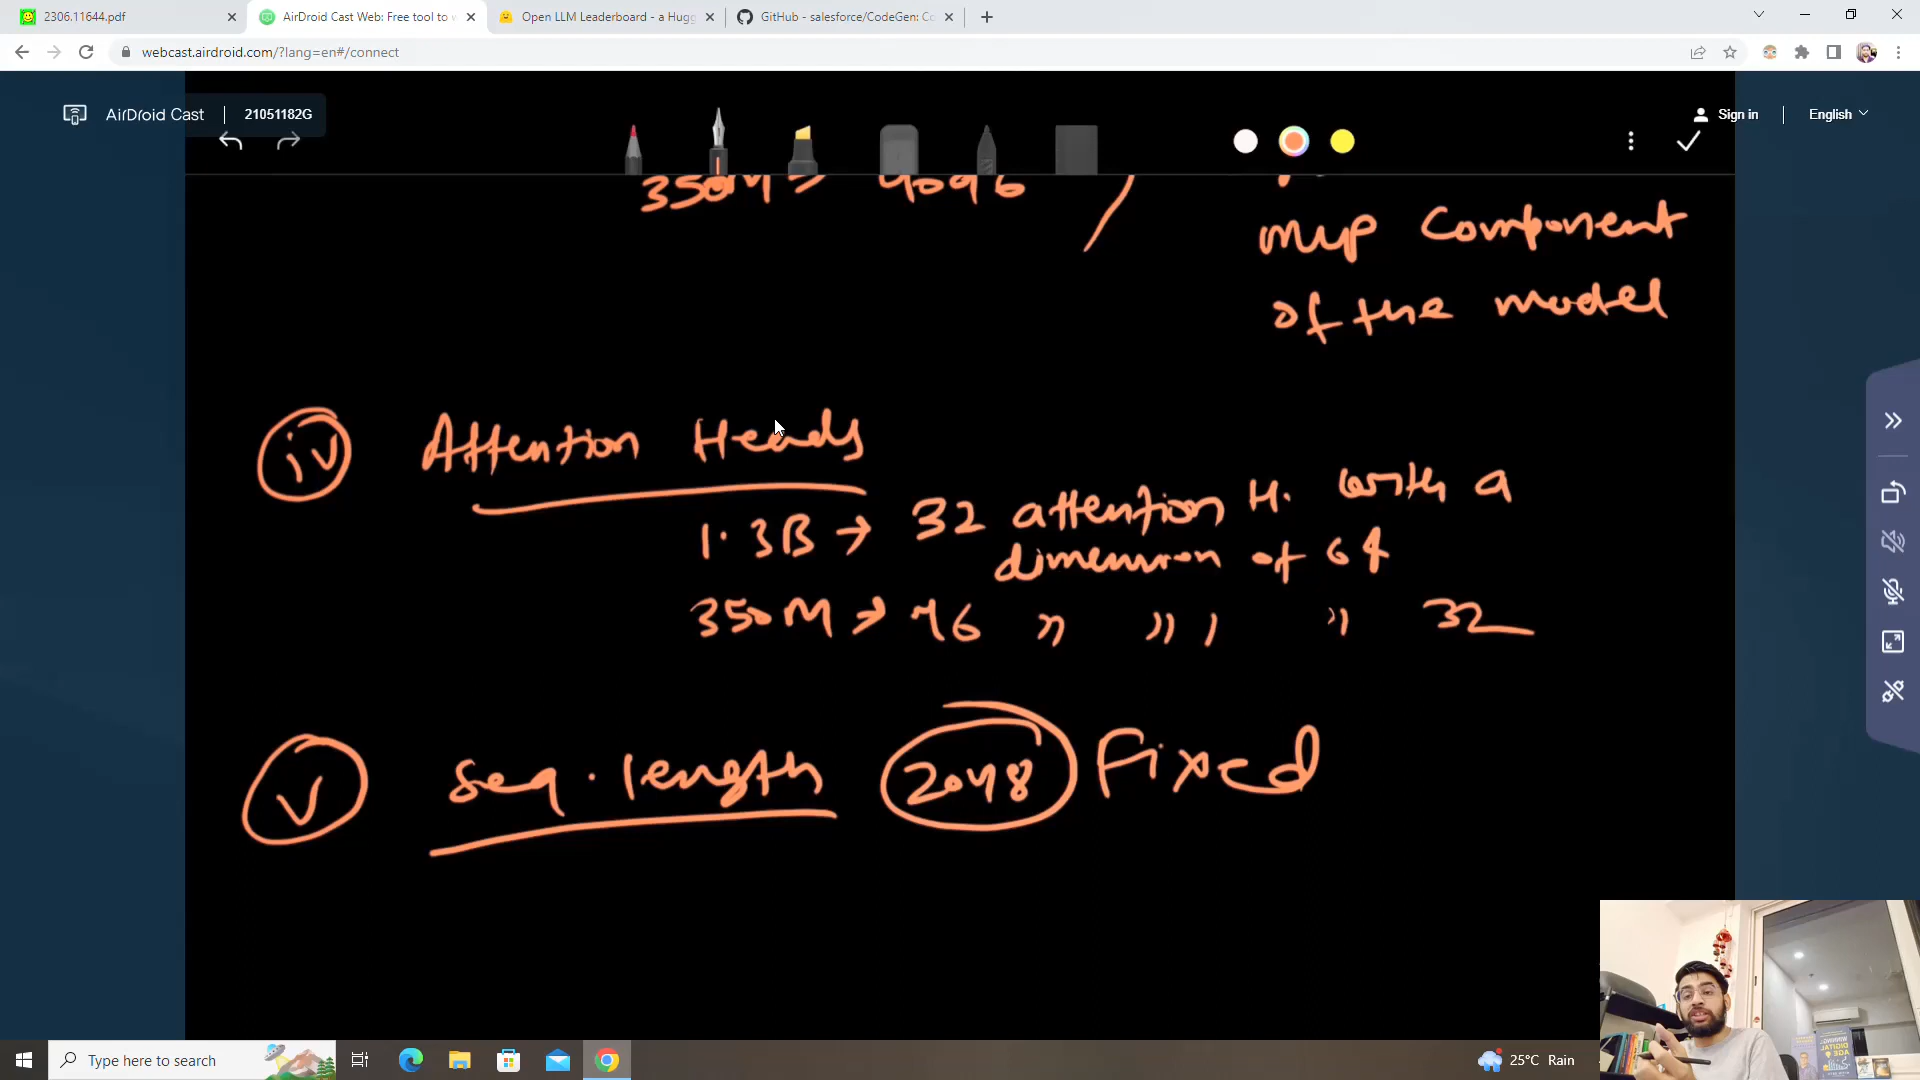 2306.11644.pdf
AirDroid Cast Web: Free tool to
Open LLM Leaderboard - a Hugg
GitHub - salesforce/CodeGen: Co
webcast.airdroid.com/?lang=en#/connect
AirDroid Cast
21051182G
Sign in
English
350M → 4096
MLP Component
of the model
iv Attention Heads
1.3B → 32 attention H. with a
dimension of 64
350M → 16 " " " " 32
v Seq. length 2048 Fixed
WINNING
DIGITAL
AGE
Type here to search
25°C Rain